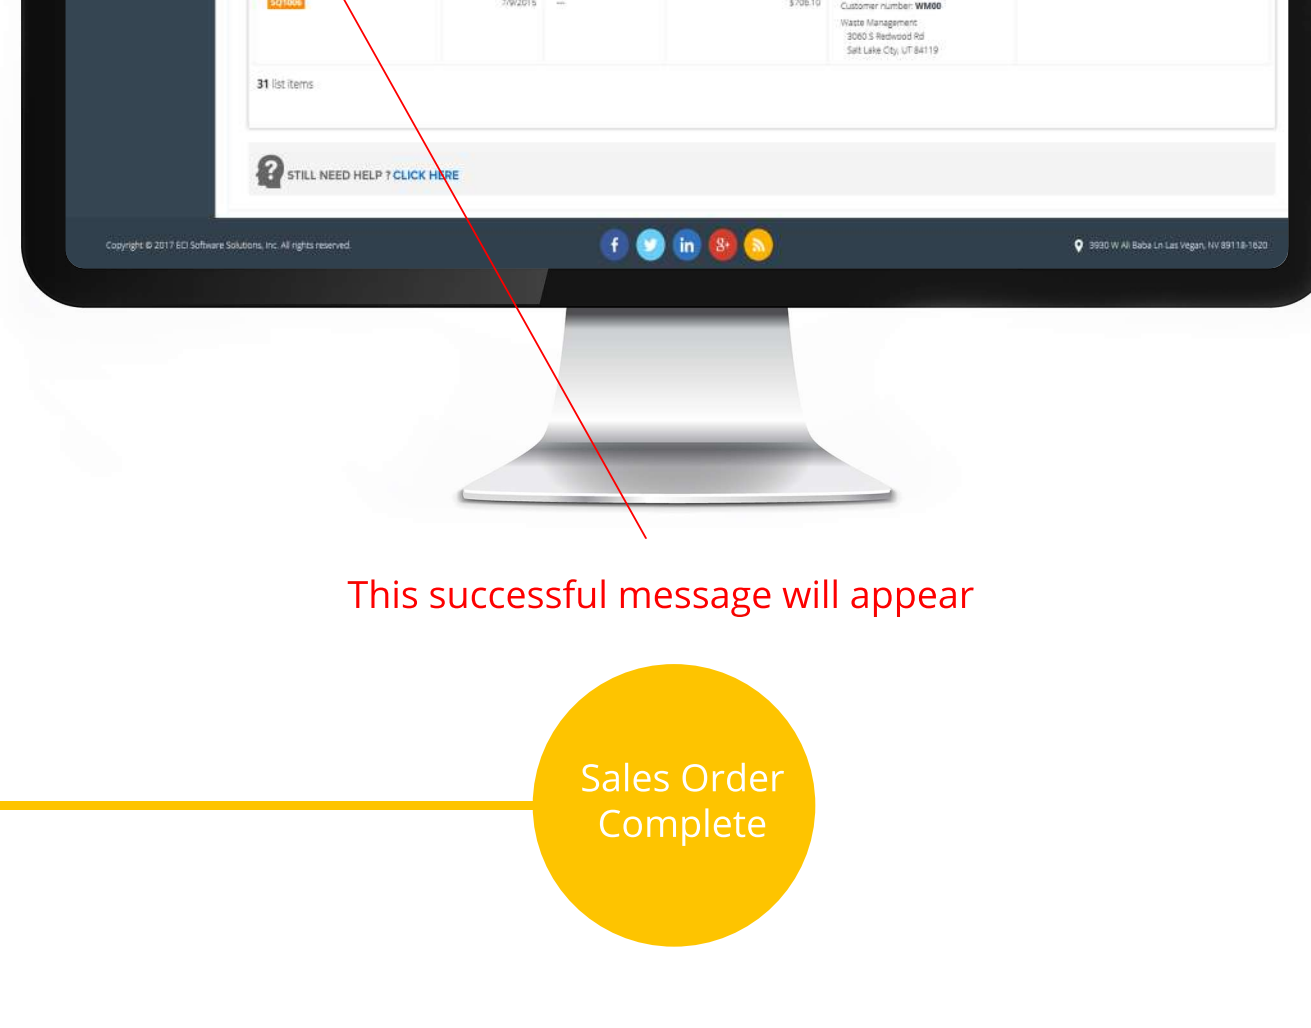 SQ1006
7/9/2015
—
$706.10
Customer number: WM00
Waste Management
3060 S Redwood Rd
Salt Lake City, UT 84119
31 list items
STILL NEED HELP ? CLICK HERE
Copyright © 2017 ECI Software Solutions, Inc. All rights reserved.
f
in
g+
3930 W Ali Baba Ln Las Vegan, NV 89118-1620
This successful message will appear
Sales Order
Complete